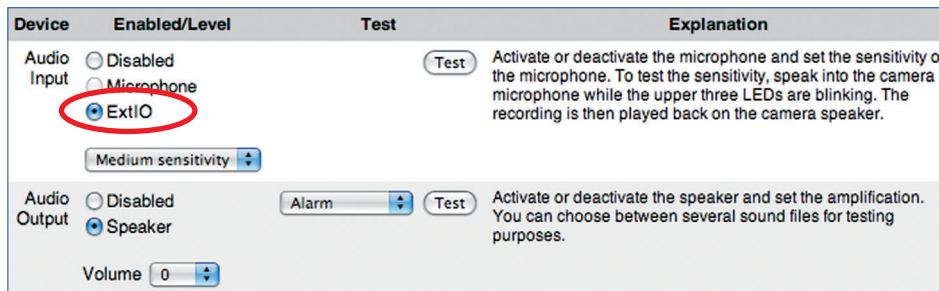 Device Enabled/Level Test Explanation
Audio Input
Disabled
Microphone
ExtIO
Medium sensitivity
Test
Activate or deactivate the microphone and set the sensitivity o
the microphone. To test the sensitivity, speak into the camera
microphone while the upper three LEDs are blinking. The
recording is then played back on the camera speaker.
Audio
Output
Disabled
Speaker
Volume 0
Alarm
Test
Activate or deactivate the speaker and set the amplification.
You can choose between several sound files for testing
purposes.